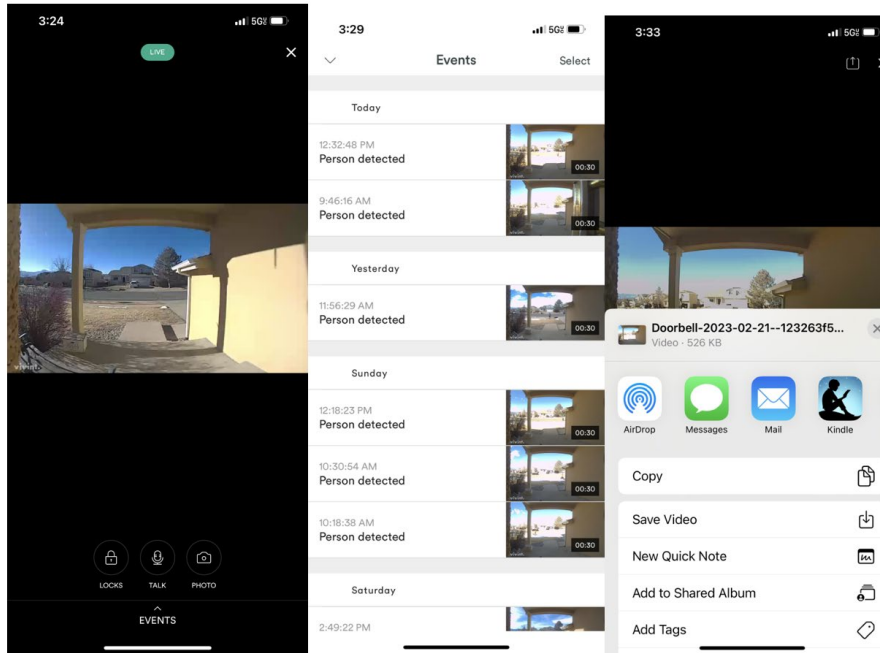 3:24
5G
LIVE
vivint
LOCKS
TALK
PHOTO
EVENTS
3:29
5G
Events
Select
Today
12:32:48 PM
Person detected
00:30
9:46:16 AM
Person detected
00:30
Yesterday
11:56:29 AM
Person detected
00:30
Sunday
12:18:23 PM
Person detected
00:30
10:30:54 AM
Person detected
00:30
10:18:38 AM
Person detected
00:30
Saturday
2:49:22 PM
3:33
5G
Doorbell-2023-02-21--123263f5...
Video · 526 KB
AirDrop
Messages
Mail
Kindle
Copy
Save Video
New Quick Note
Add to Shared Album
Add Tags